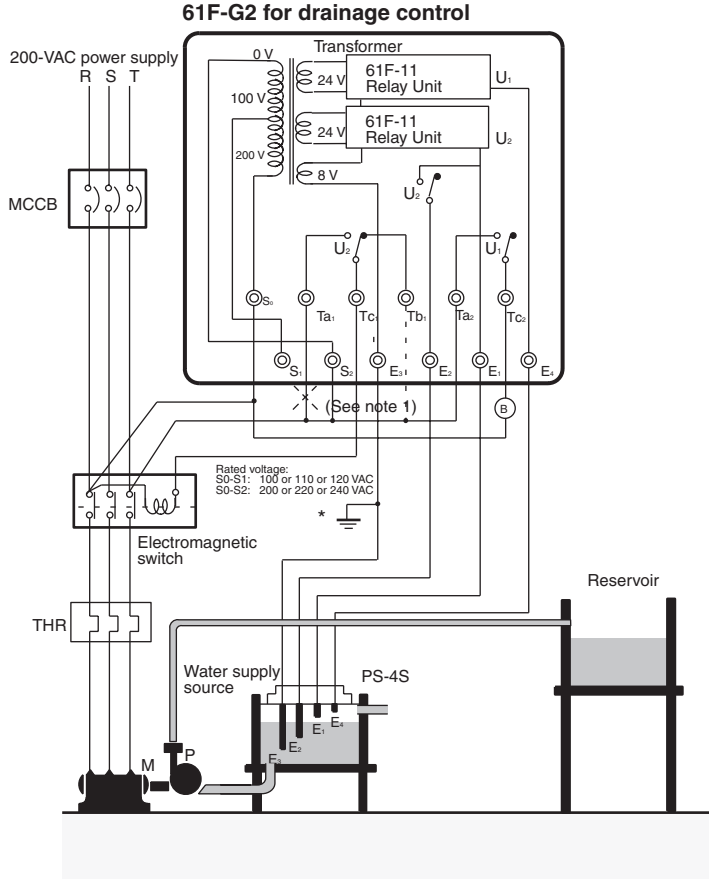 61F-G2 for drainage control
200-VAC power supply
R S T
MCCB
Transformer
0 V
100 V
200 V
24 V
24 V
8 V
61F-11
Relay Unit
U1
61F-11
Relay Unit
U2
U2
U2
U1
S0
Ta1
Tc1
Tb1
Ta2
Tc2
S1
S2
E3
E2
E1
E4
(See note 1)
B
Rated voltage:
S0-S1: 100 or 110 or 120 VAC
S0-S2: 200 or 220 or 240 VAC
*
Electromagnetic
switch
THR
Reservoir
Water supply
source
PS-4S
E4
E1
E2
E3
M
P